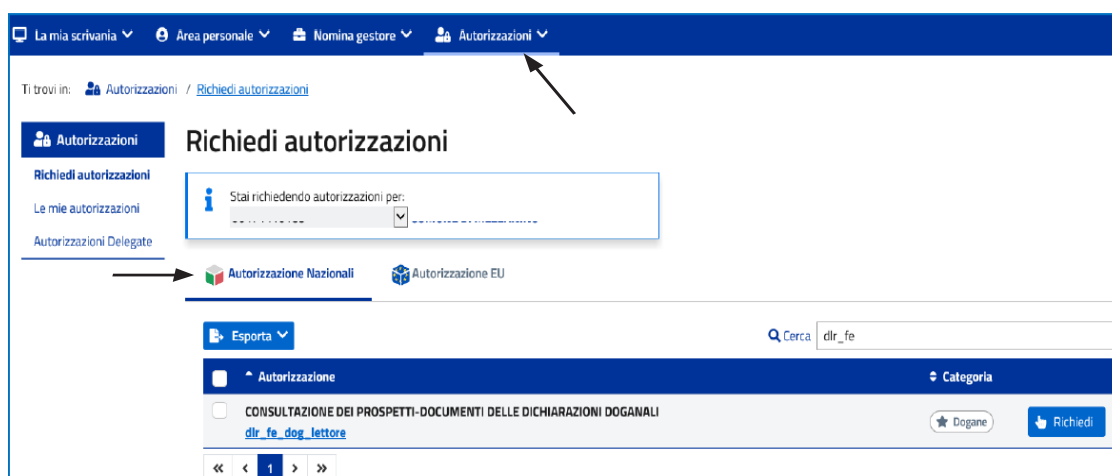 La mia scrivania Area personale Nomina gestore Autorizzazioni
Ti trovi in: Autorizzazioni / Richiedi autorizzazioni
Autorizzazioni
Richiedi autorizzazioni
Le mie autorizzazioni
Autorizzazioni Delegate
Richiedi autorizzazioni
Stai richiedendo autorizzazioni per:
Autorizzazione Nazionali Autorizzazione EU
Esporta Cerca dlr_fe
Autorizzazione Categoria
CONSULTAZIONE DEI PROSPETTI-DOCUMENTI DELLE DICHIARAZIONI DOGANALI
dlr_fe_dog_lettore Dogane Richiedi
« ‹ 1 › »